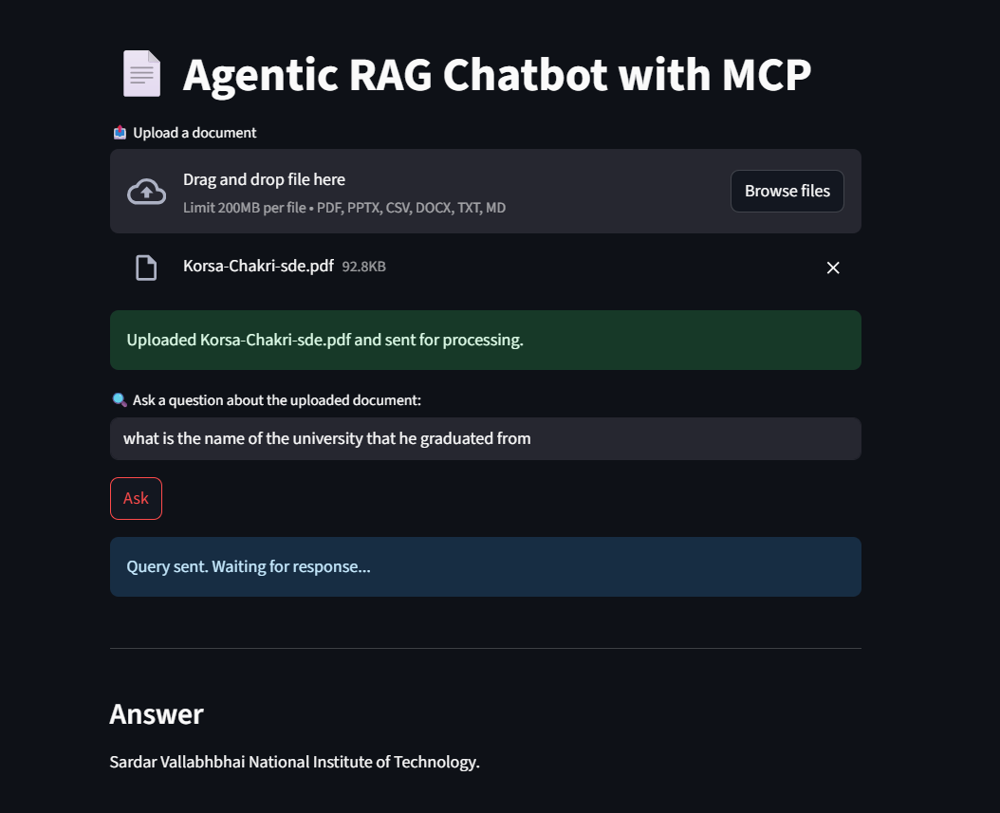 Agentic RAG Chatbot with MCP
Upload a document
Drag and drop file here
Browse files
Limit 200MB per file • PDF, PPTX, CSV, DOCX, TXT, MD
Korsa-Chakri-sde.pdf 92.8KB
Uploaded Korsa-Chakri-sde.pdf and sent for processing.
Ask a question about the uploaded document:
what is the name of the university that he graduated from
Ask
Query sent. Waiting for response...
Answer
Sardar Vallabhbhai National Institute of Technology.